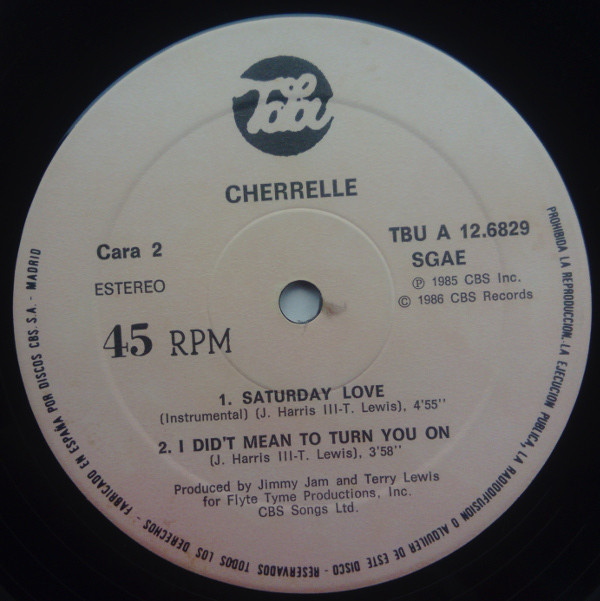 Tabu
CHERRELLE
Cara 2
ESTEREO
45 RPM
TBU A 12.6829
SGAE
Ⓟ 1985 CBS Inc.
© 1986 CBS Records
1. SATURDAY LOVE
(Instrumental) (J. Harris III-T. Lewis), 4'55''
2. I DID'T MEAN TO TURN YOU ON
(J. Harris III-T. Lewis), 3'58''
Produced by Jimmy Jam and Terry Lewis
for Flyte Tyme Productions, Inc.
CBS Songs Ltd.
PROHIBIDA LA REPRODUCCION, LA EJECUCION PUBLICA, LA RADIODIFUSION O ALQUILER DE ESTE DISCO - RESERVADOS TODOS LOS DERECHOS - FABRICADO EN ESPAÑA POR DISCOS CBS. S.A. - MADRID